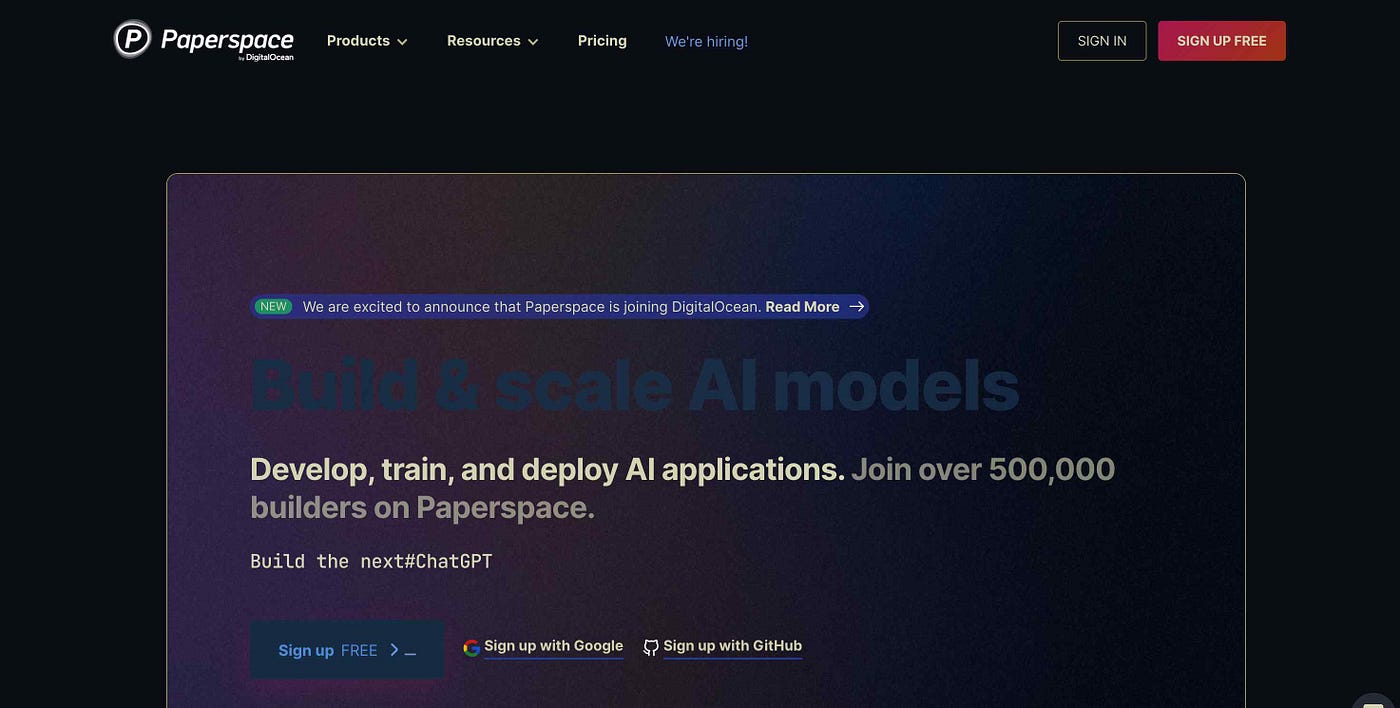 Paperspace
by DigitalOcean
Products
Resources
Pricing
We're hiring!
SIGN IN
SIGN UP FREE
NEW We are excited to announce that Paperspace is joining DigitalOcean. Read More →
Build & scale AI models
Develop, train, and deploy AI applications. Join over 500,000
builders on Paperspace.
Build the next#ChatGPT
Sign up FREE >_
Sign up with Google
Sign up with GitHub